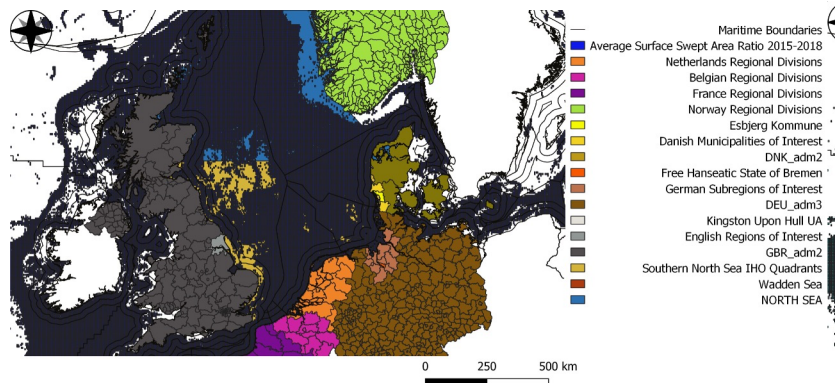 Maritime Boundaries
Average Surface Swept Area Ratio 2015-2018
Netherlands Regional Divisions
Belgian Regional Divisions
France Regional Divisions
Norway Regional Divisions
Esbjerg Kommune
Danish Municipalities of Interest
DNK_adm2
Free Hanseatic State of Bremen
German Subregions of Interest
DEU_adm3
Kingston Upon Hull UA
English Regions of Interest
GBR_adm2
Southern North Sea IHO Quadrants
Wadden Sea
NORTH SEA
0 250 500 km